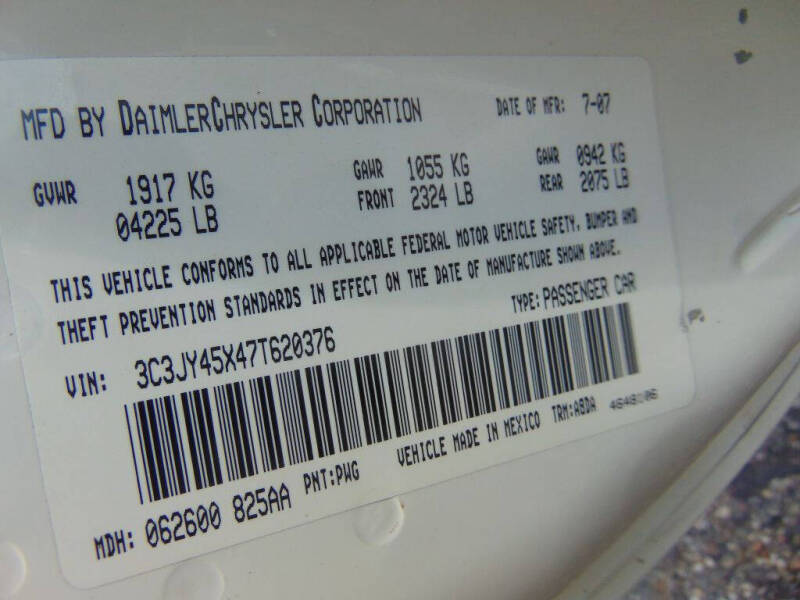 MFD BY DAIMLERCHRYSLER CORPORATION DATE OF MFR: 7-07
GVWR 1917 KG GAWR 1055 KG GAWR 0942 KG
04225 LB FRONT 2324 LB REAR 2075 LB
THIS VEHICLE CONFORMS TO ALL APPLICABLE FEDERAL MOTOR VEHICLE SAFETY, BUMPER AND
THEFT PREVENTION STANDARDS IN EFFECT ON THE DATE OF MANUFACTURE SHOWN ABOVE.
VIN: 3C3JY45X47T620376 TYPE: PASSENGER CAR
MDH: 062600 825AA PNT: PWG VEHICLE MADE IN MEXICO TRM: A8DA